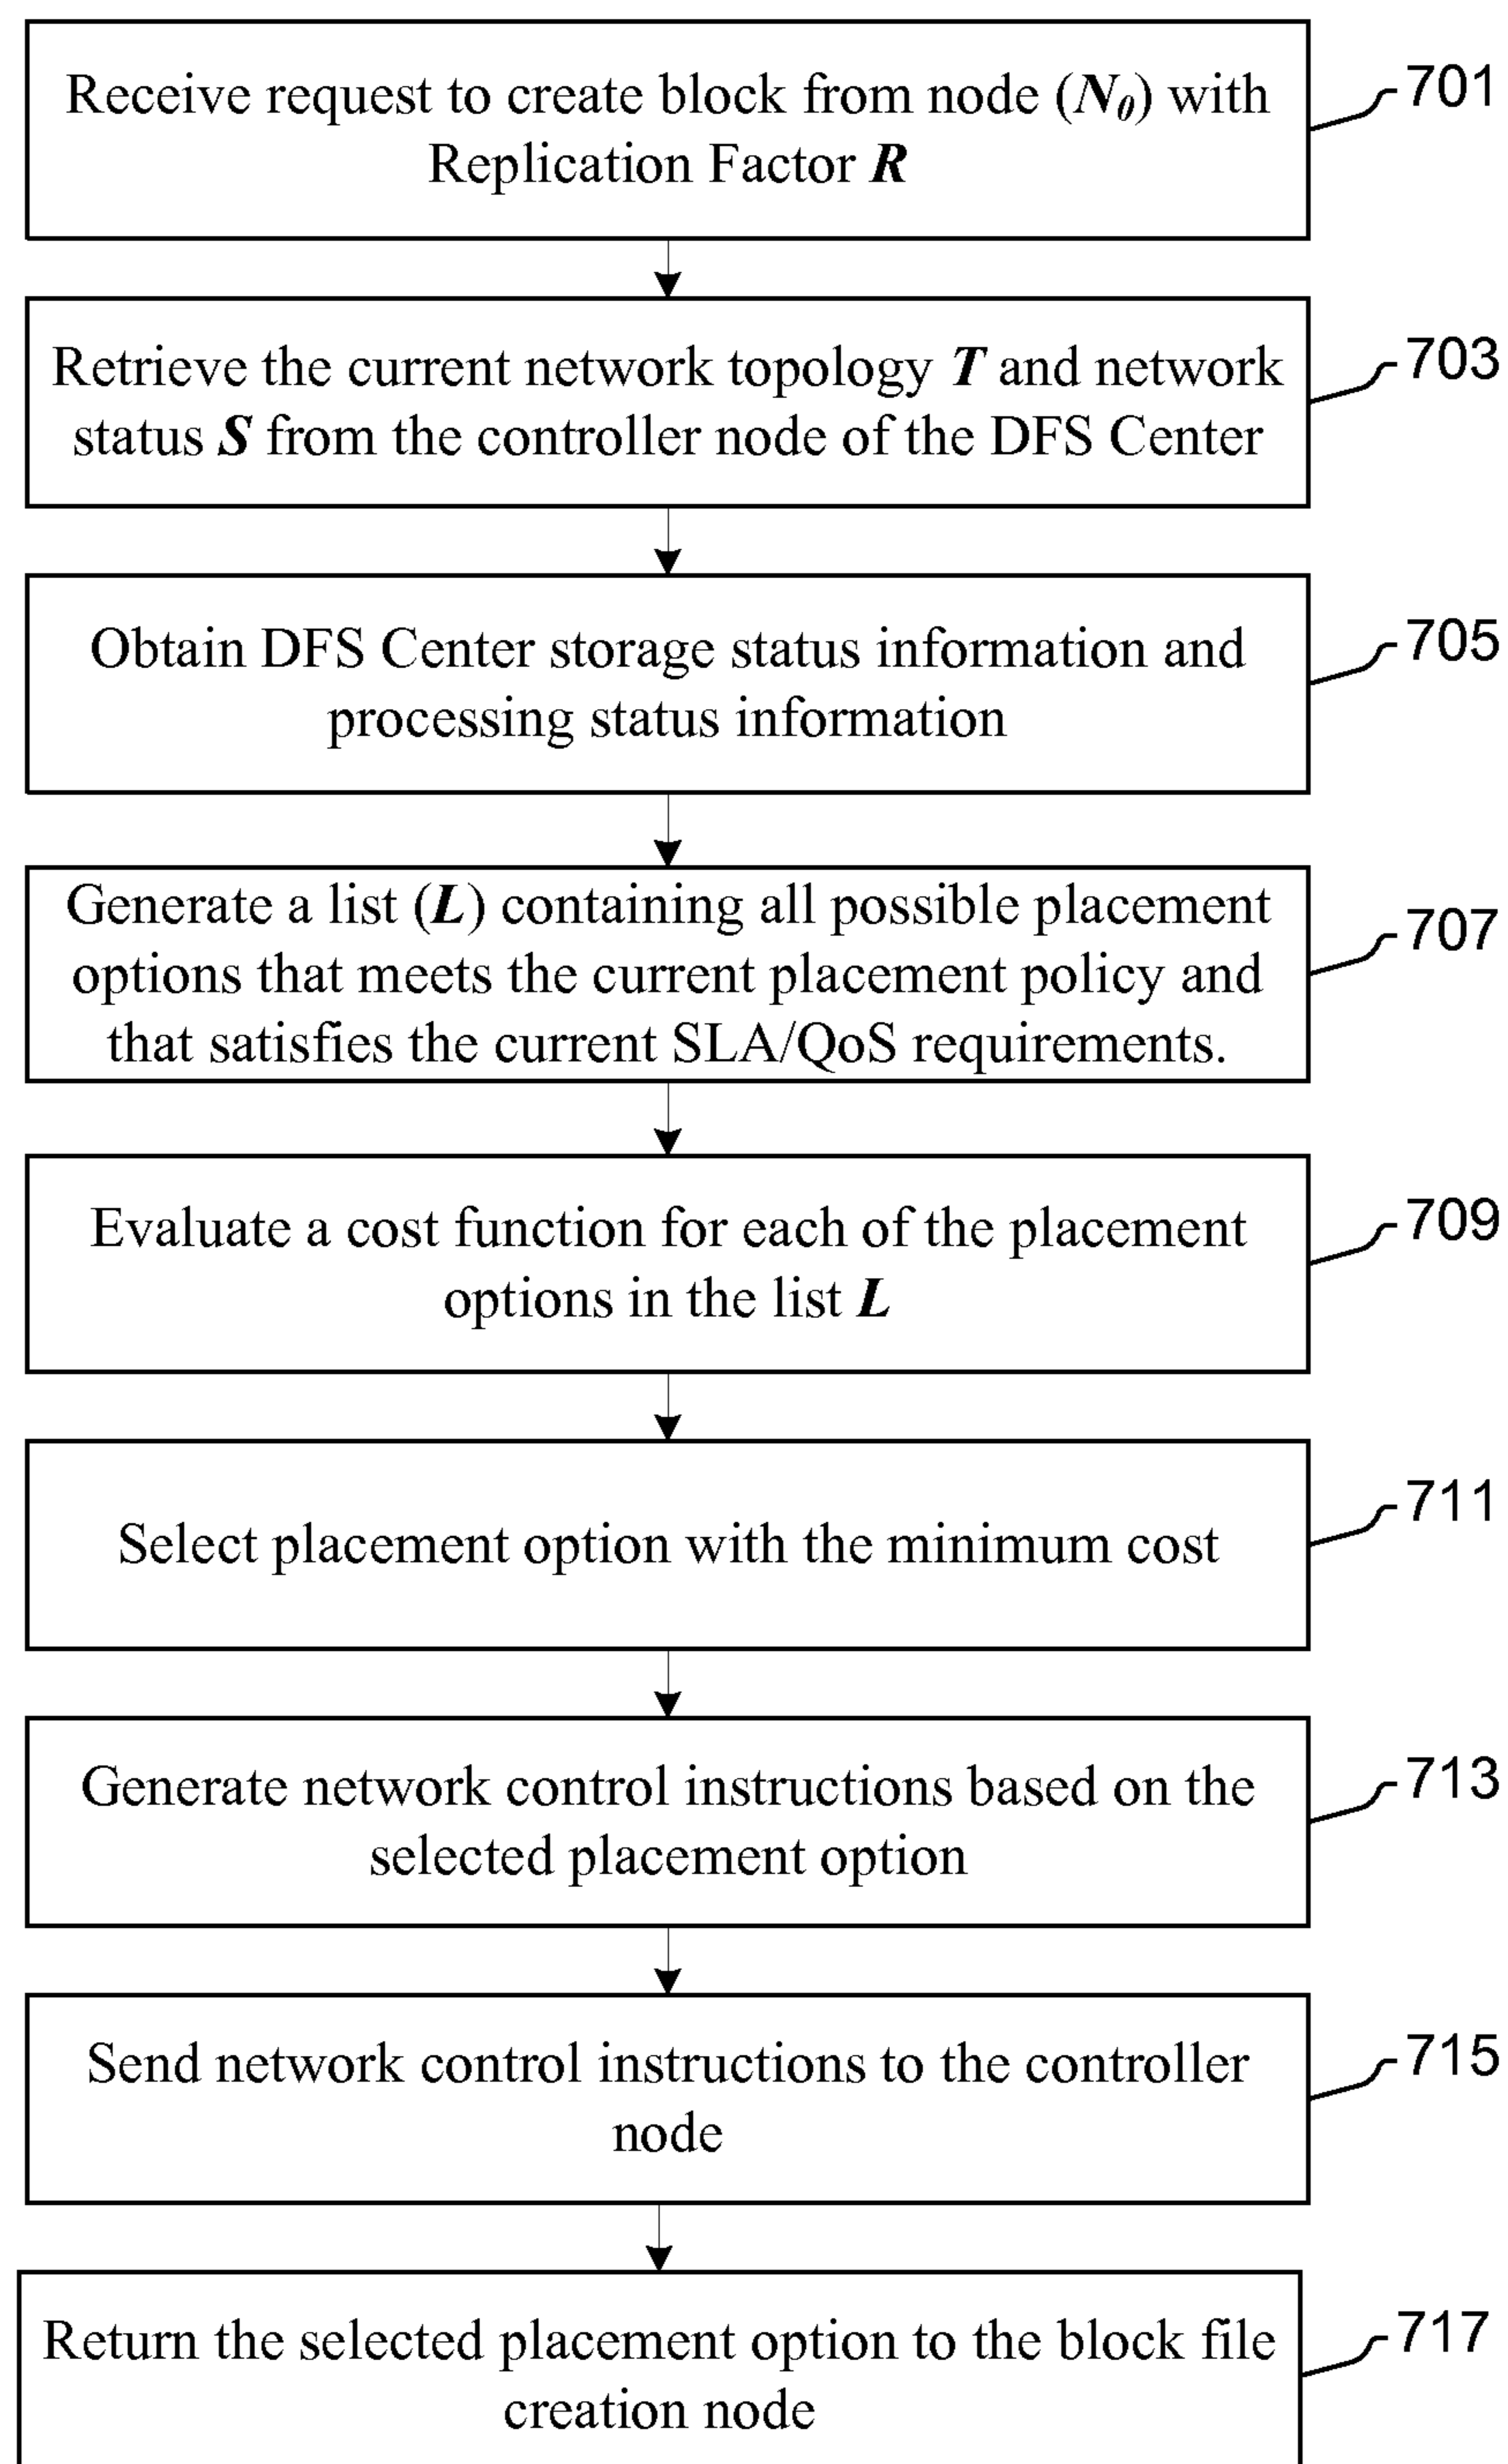 Receive request to create block from node (N0) with
Replication Factor R
701
Retrieve the current network topology T and network
status S from the controller node of the DFS Center
703
Obtain DFS Center storage status information and
processing status information
705
Generate a list (L) containing all possible placement
options that meets the current placement policy and
that satisfies the current SLA/QoS requirements.
707
Evaluate a cost function for each of the placement
options in the list L
709
Select placement option with the minimum cost
711
Generate network control instructions based on the
selected placement option
713
Send network control instructions to the controller
node
715
Return the selected placement option to the block file
creation node
717